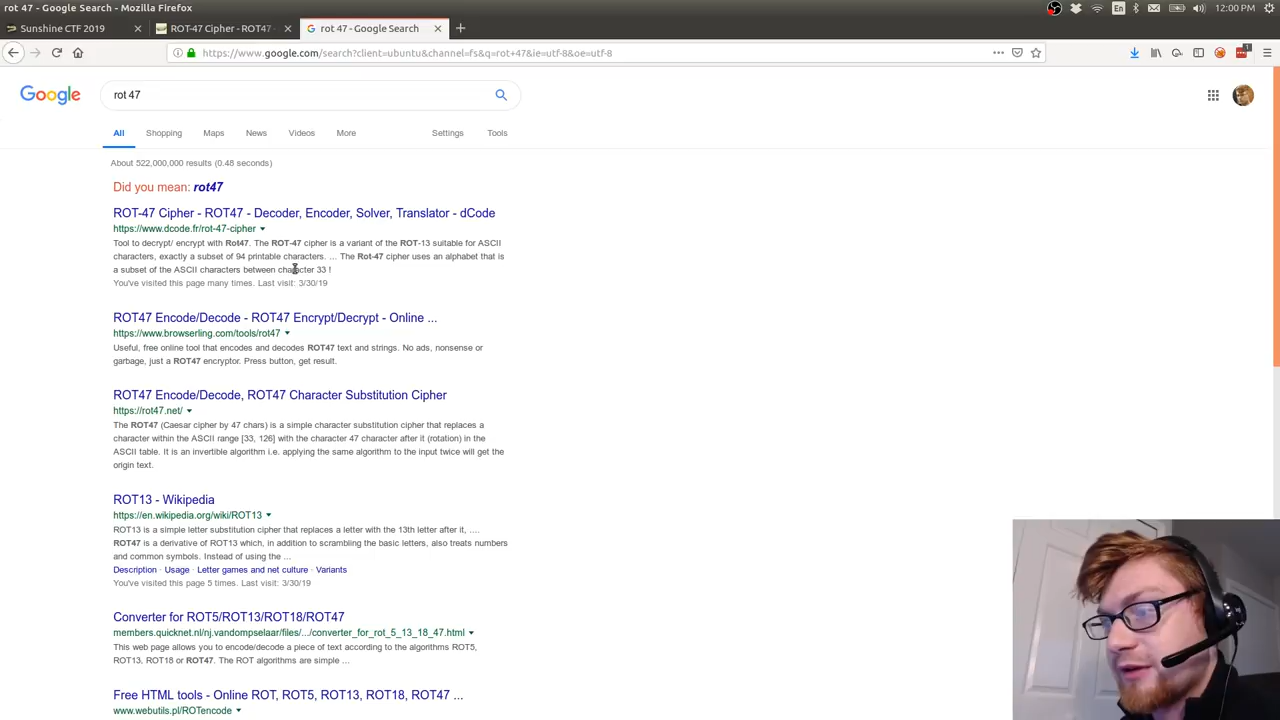 rot 47 - Google Search - Mozilla Firefox
En
12:00 PM
Sunshine CTF 2019
ROT-47 Cipher - ROT47 -
rot 47 - Google Search
https://www.google.com/search?client=ubuntu&channel=fs&q=rot+47&ie=utf-8&oe=utf-8
1
Google
rot 47
All
Shopping
Maps
News
Videos
More
Settings
Tools
About 522,000,000 results (0.48 seconds)
Did you mean: rot47
ROT-47 Cipher - ROT47 - Decoder, Encoder, Solver, Translator - dCode
https://www.dcode.fr/rot-47-cipher
Tool to decrypt/ encrypt with Rot47. The ROT-47 cipher is a variant of the ROT-13 suitable for ASCII
characters, exactly a subset of 94 printable characters. ... The Rot-47 cipher uses an alphabet that is
a subset of the ASCII characters between character 33 !
You've visited this page many times. Last visit: 3/30/19
ROT47 Encode/Decode - ROT47 Encrypt/Decrypt - Online ...
https://www.browserling.com/tools/rot47
Useful, free online tool that encodes and decodes ROT47 text and strings. No ads, nonsense or
garbage, just a ROT47 encryptor. Press button, get result.
ROT47 Encode/Decode, ROT47 Character Substitution Cipher
https://rot47.net/
The ROT47 (Caesar cipher by 47 chars) is a simple character substitution cipher that replaces a
character within the ASCII range [33, 126] with the character 47 character after it (rotation) in the
ASCII table. It is an invertible algorithm i.e. applying the same algorithm to the input twice will get the
origin text.
ROT13 - Wikipedia
https://en.wikipedia.org/wiki/ROT13
ROT13 is a simple letter substitution cipher that replaces a letter with the 13th letter after it, ....
ROT47 is a derivative of ROT13 which, in addition to scrambling the basic letters, also treats numbers
and common symbols. Instead of using the ...
Description · Usage · Letter games and net culture · Variants
You've visited this page 5 times. Last visit: 3/30/19
Converter for ROT5/ROT13/ROT18/ROT47
members.quicknet.nl/nj.vandompselaar/files/.../converter_for_rot_5_13_18_47.html
This web page allows you to encode/decode a piece of text according to the algorithms ROT5,
ROT13, ROT18 or ROT47. The ROT algorithms are simple ...
Free HTML tools - Online ROT, ROT5, ROT13, ROT18, ROT47 ...
www.webutils.pl/ROTencode